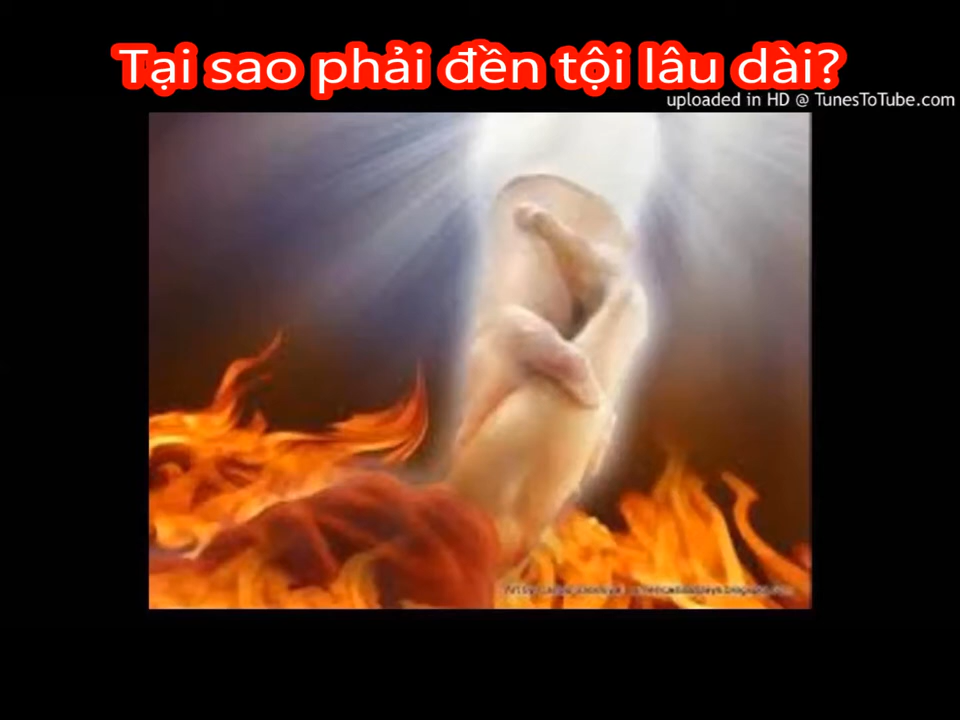 Tại sao phải đền tội lâu dài?
uploaded in HD @ TunesToTube.com